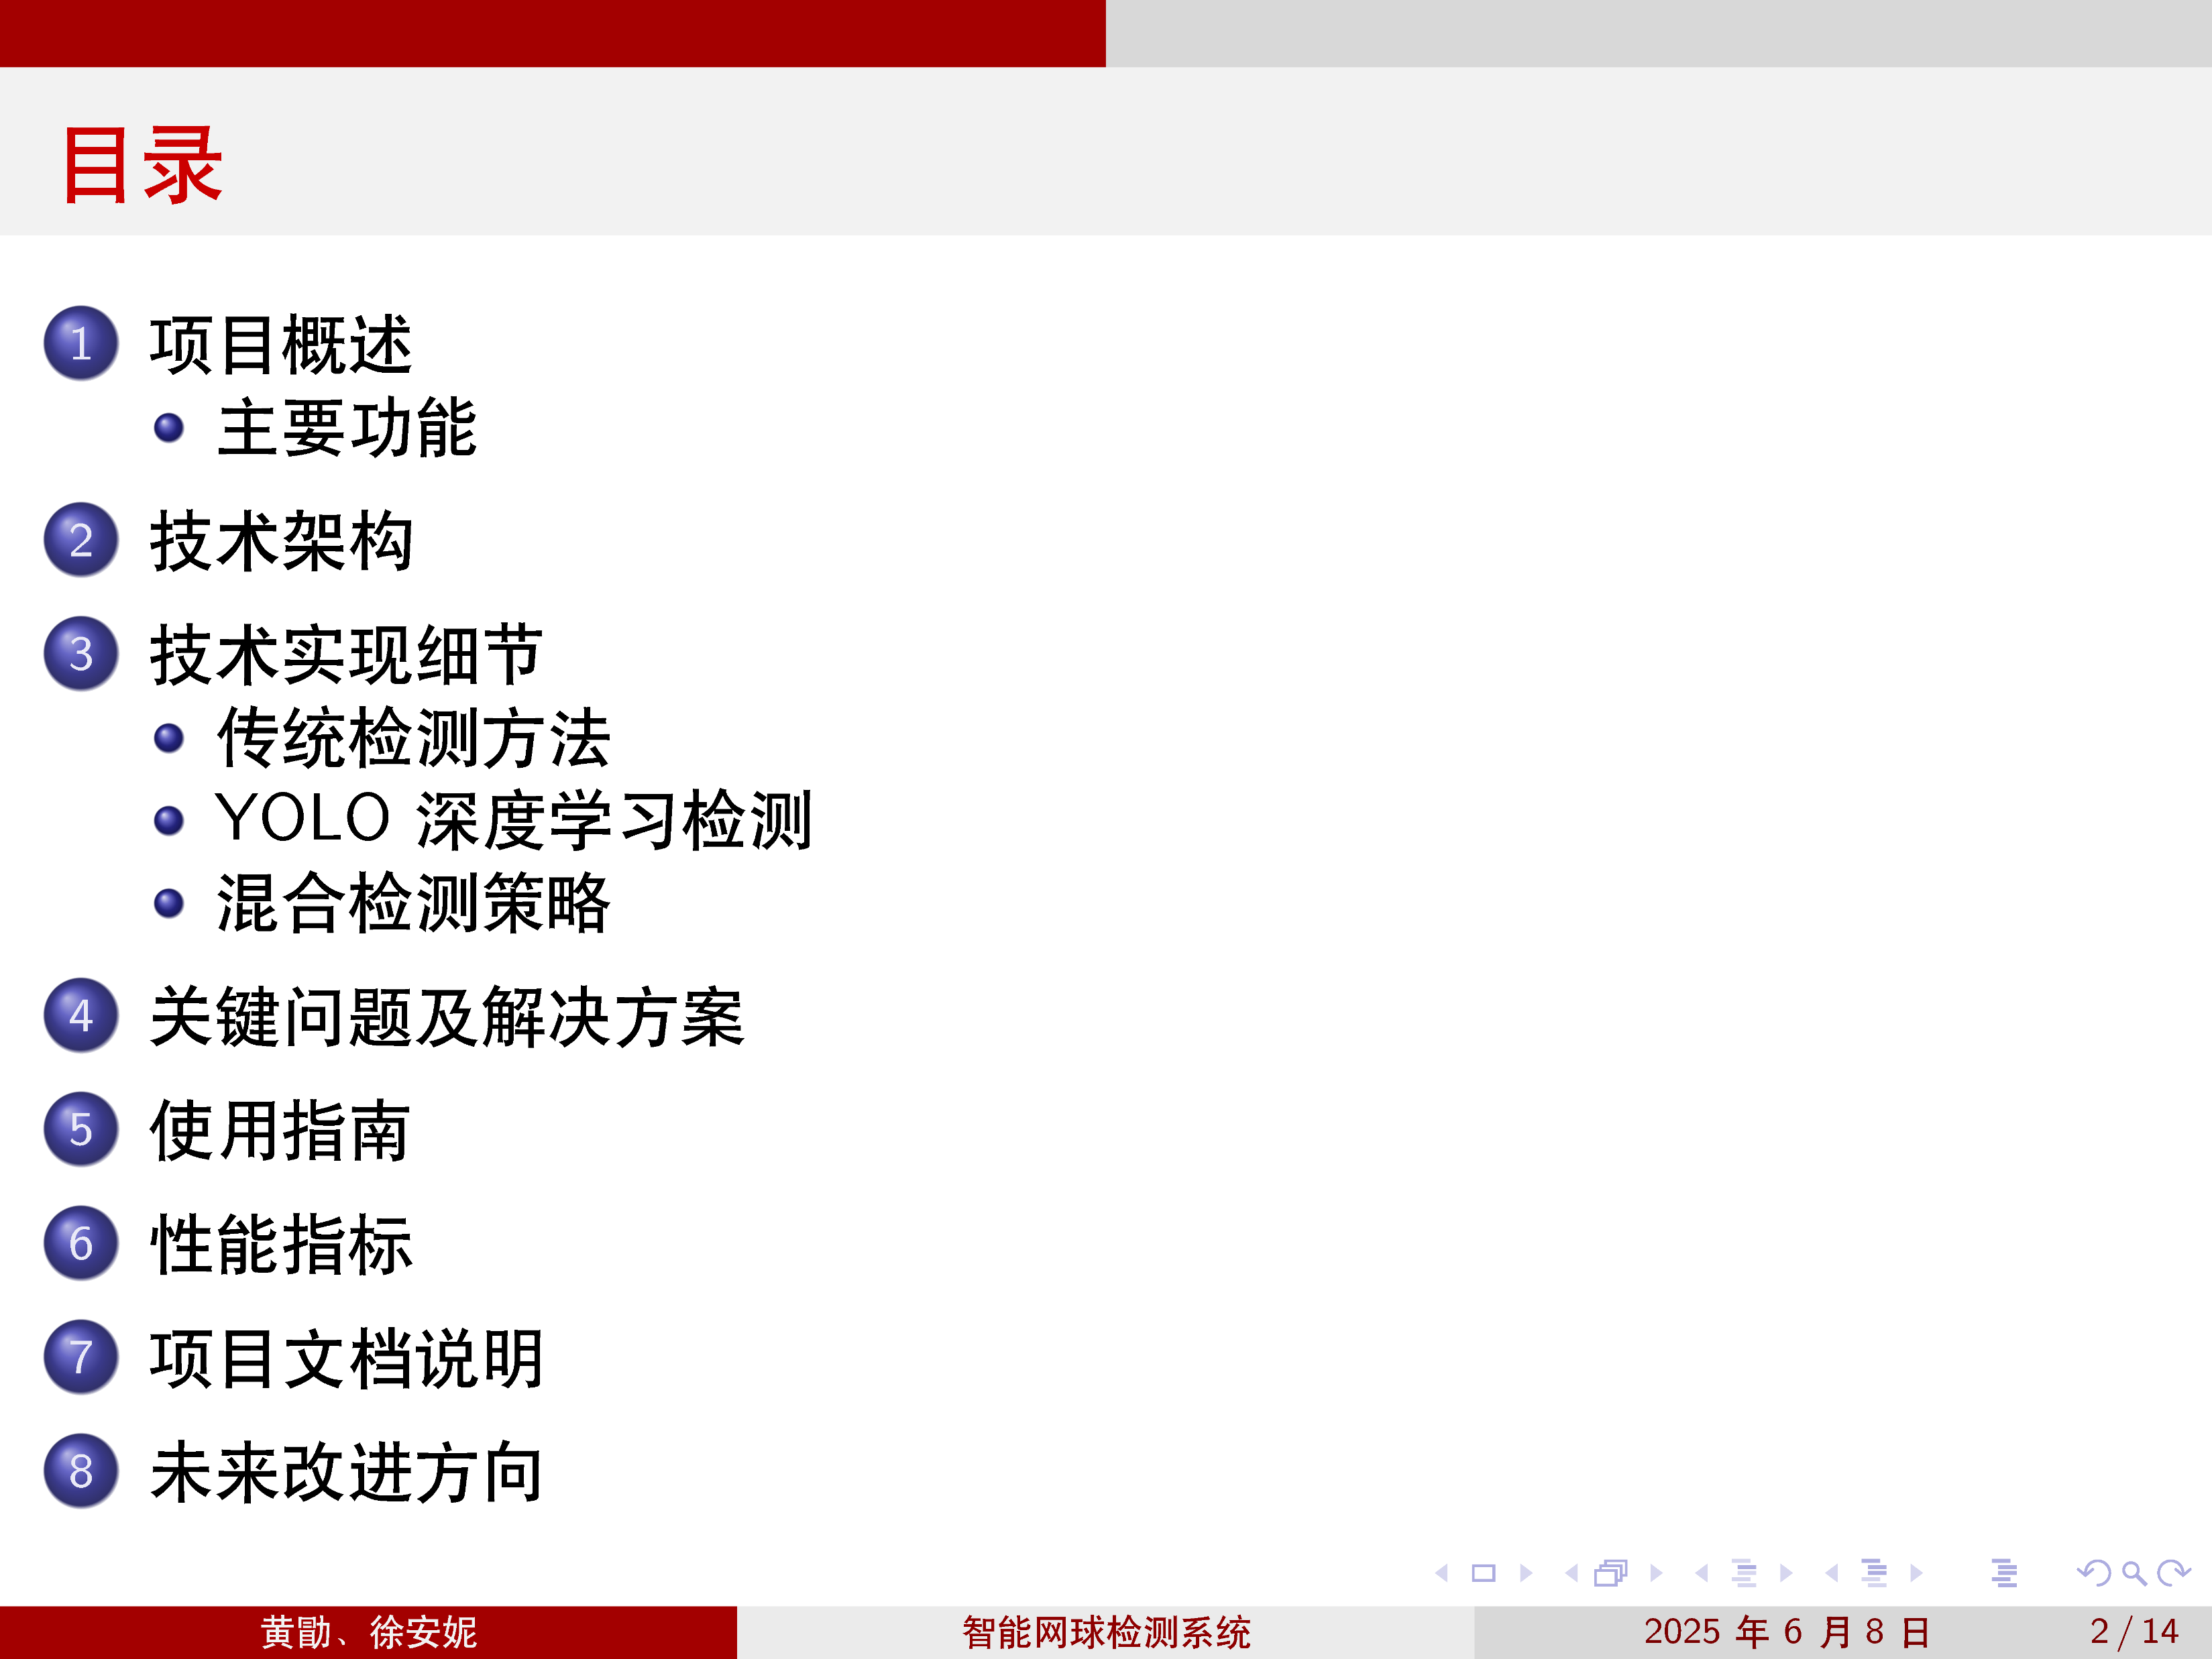 目录
1 项目概述
主要功能
2 技术架构
3 技术实现细节
传统检测方法
YOLO 深度学习检测
混合检测策略
4 关键问题及解决方案
5 使用指南
6 性能指标
7 项目文档说明
8 未来改进方向
黄勖、徐安妮 智能网球检测系统 2025 年 6 月 8 日 2 / 14